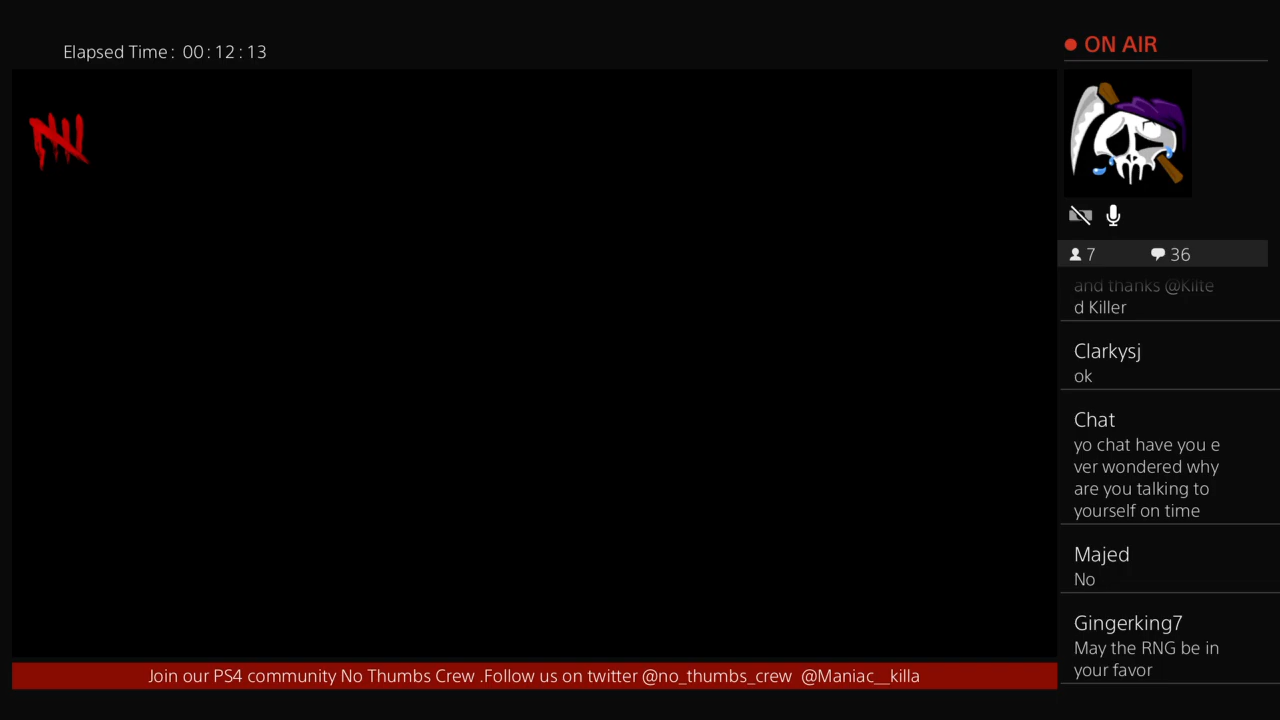 Elapsed Time: 00:12:13
ON AIR
7 36
and thanks @Kilte
d Killer
Clarkysj
ok
Chat
yo chat have you e
ver wondered why
are you talking to
yourself on time
Majed
No
Gingerking7
May the RNG be in
your favor
Join our PS4 community No Thumbs Crew .Follow us on twitter @no_thumbs_crew @Maniac__killa